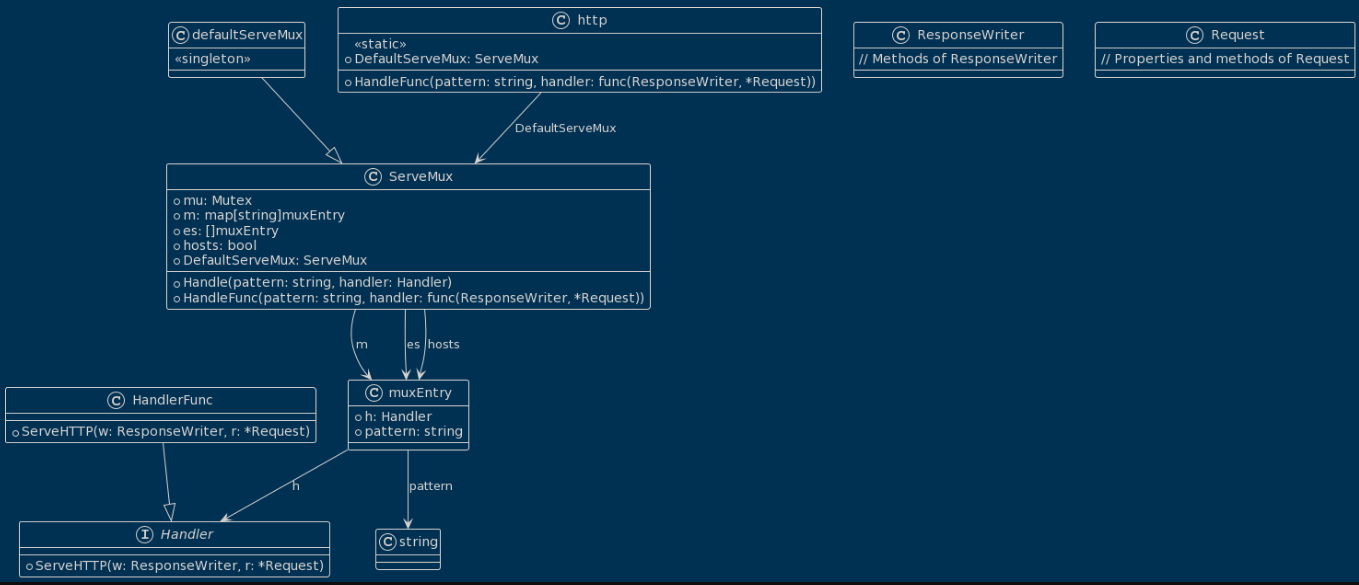 C defaultServeMux
«singleton»
C http
«static»
DefaultServeMux: ServeMux
HandleFunc(pattern: string, handler: func(ResponseWriter, *Request))
C ResponseWriter
// Methods of ResponseWriter
C Request
// Properties and methods of Request
DefaultServeMux
C ServeMux
mu: Mutex
m: map[string]muxEntry
es: []muxEntry
hosts: bool
DefaultServeMux: ServeMux
Handle(pattern: string, handler: Handler)
HandleFunc(pattern: string, handler: func(ResponseWriter, *Request))
m
es
hosts
C HandlerFunc
ServeHTTP(w: ResponseWriter, r: *Request)
C muxEntry
h: Handler
pattern: string
h
pattern
I Handler
ServeHTTP(w: ResponseWriter, r: *Request)
C string